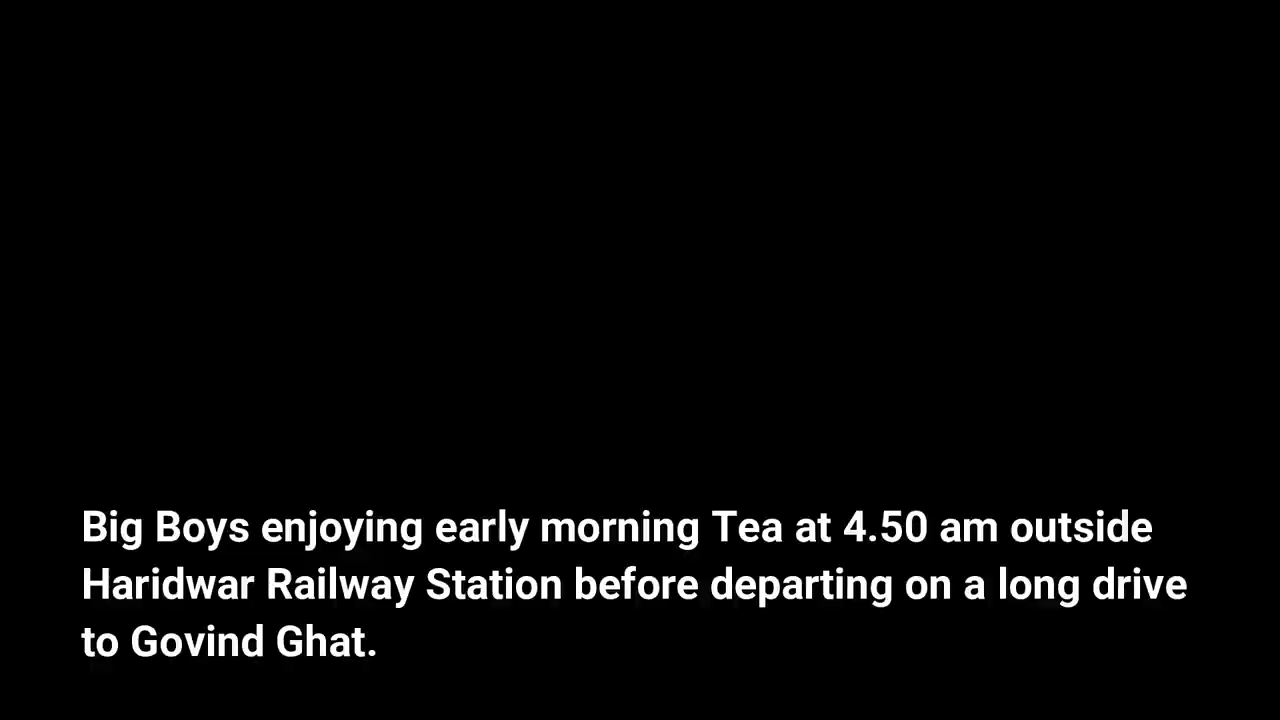 Big Boys enjoying early morning Tea at 4.50 am outside
Haridwar Railway Station before departing on a long drive
to Govind Ghat.